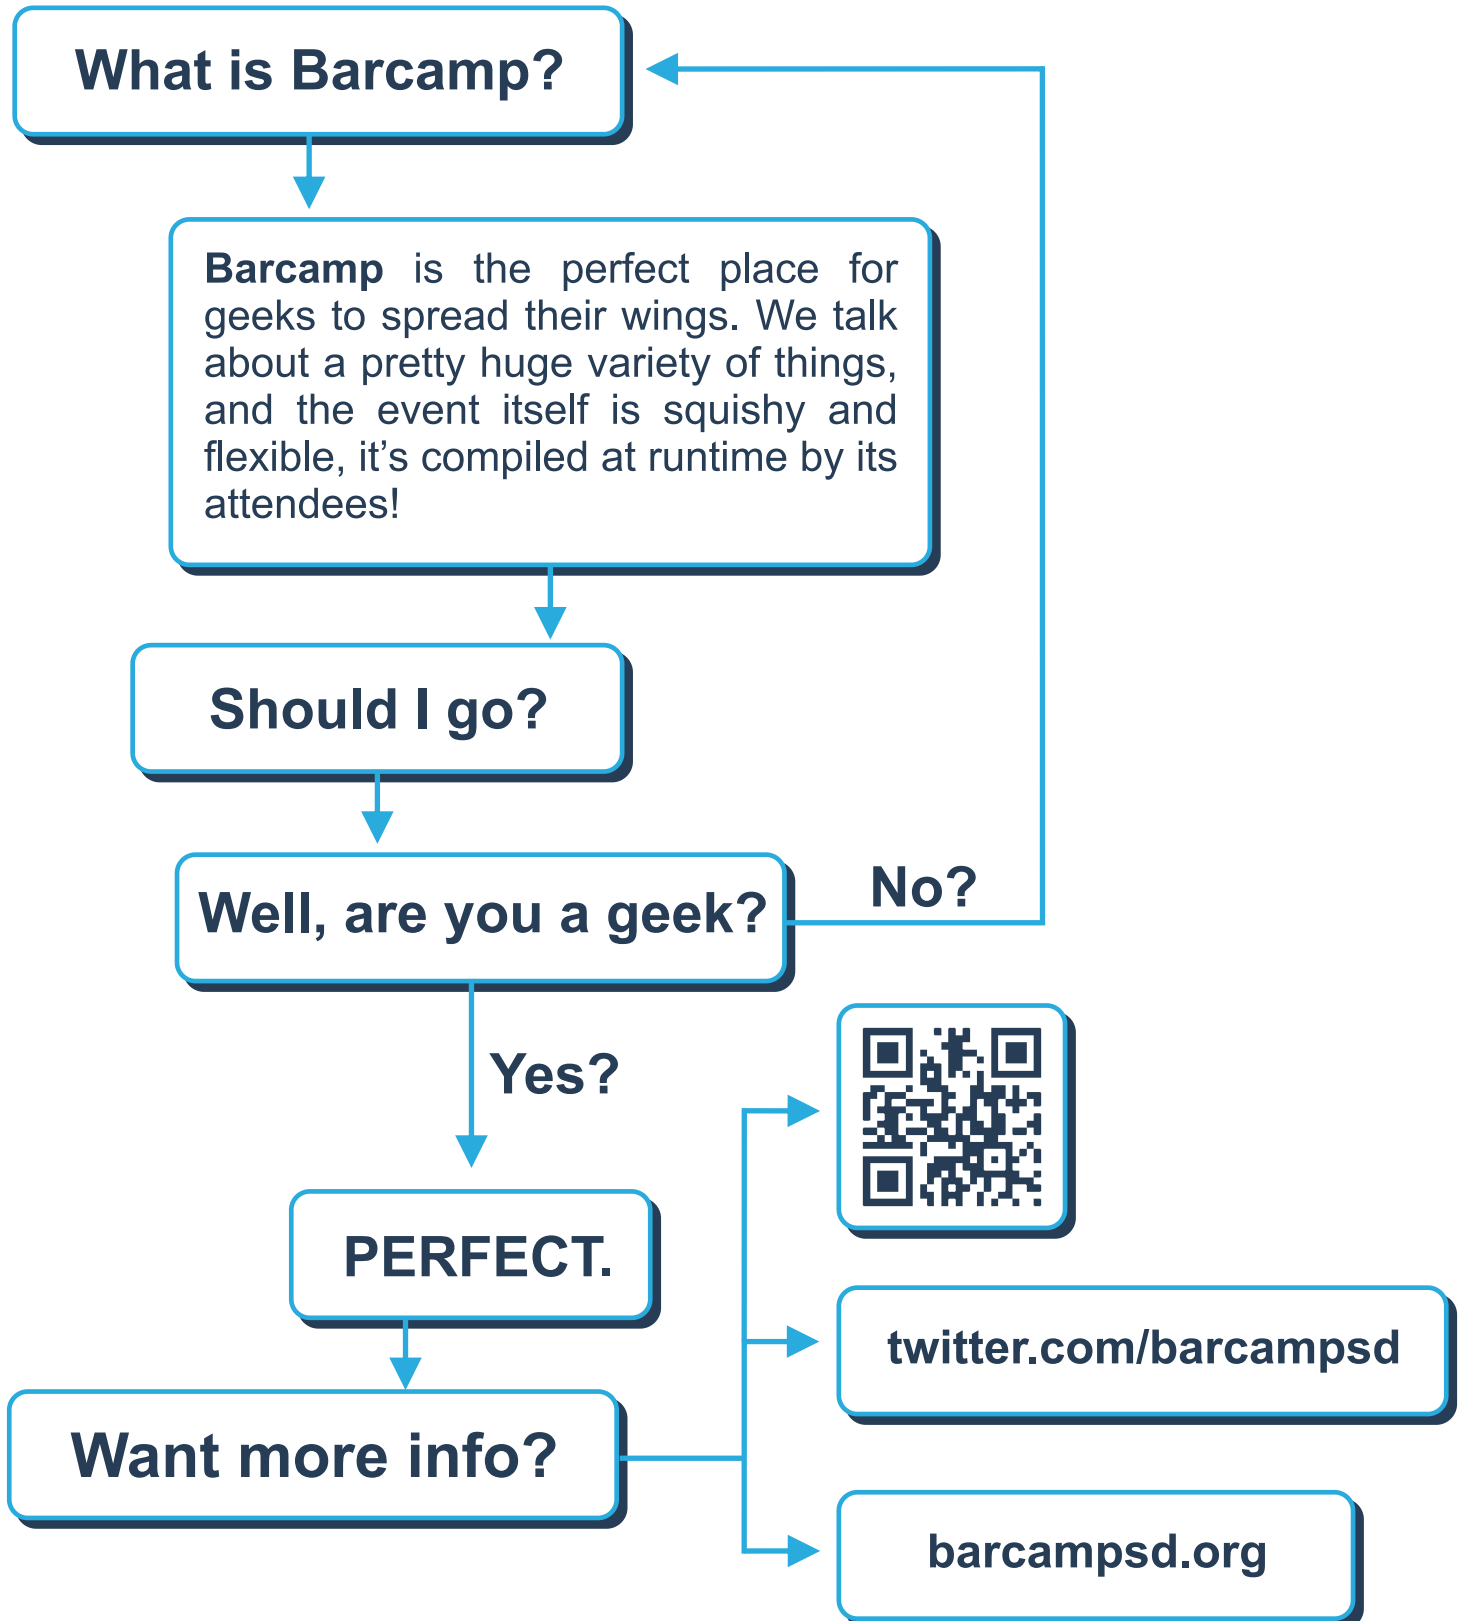 What is Barcamp?
Barcamp is the perfect place for
geeks to spread their wings. We talk
about a pretty huge variety of things,
and the event itself is squishy and
flexible, it’s compiled at runtime by its
attendees!
Should I go?
Well, are you a geek?
No?
Yes?
PERFECT.
Want more info?
twitter.com/barcampsd
barcampsd.org